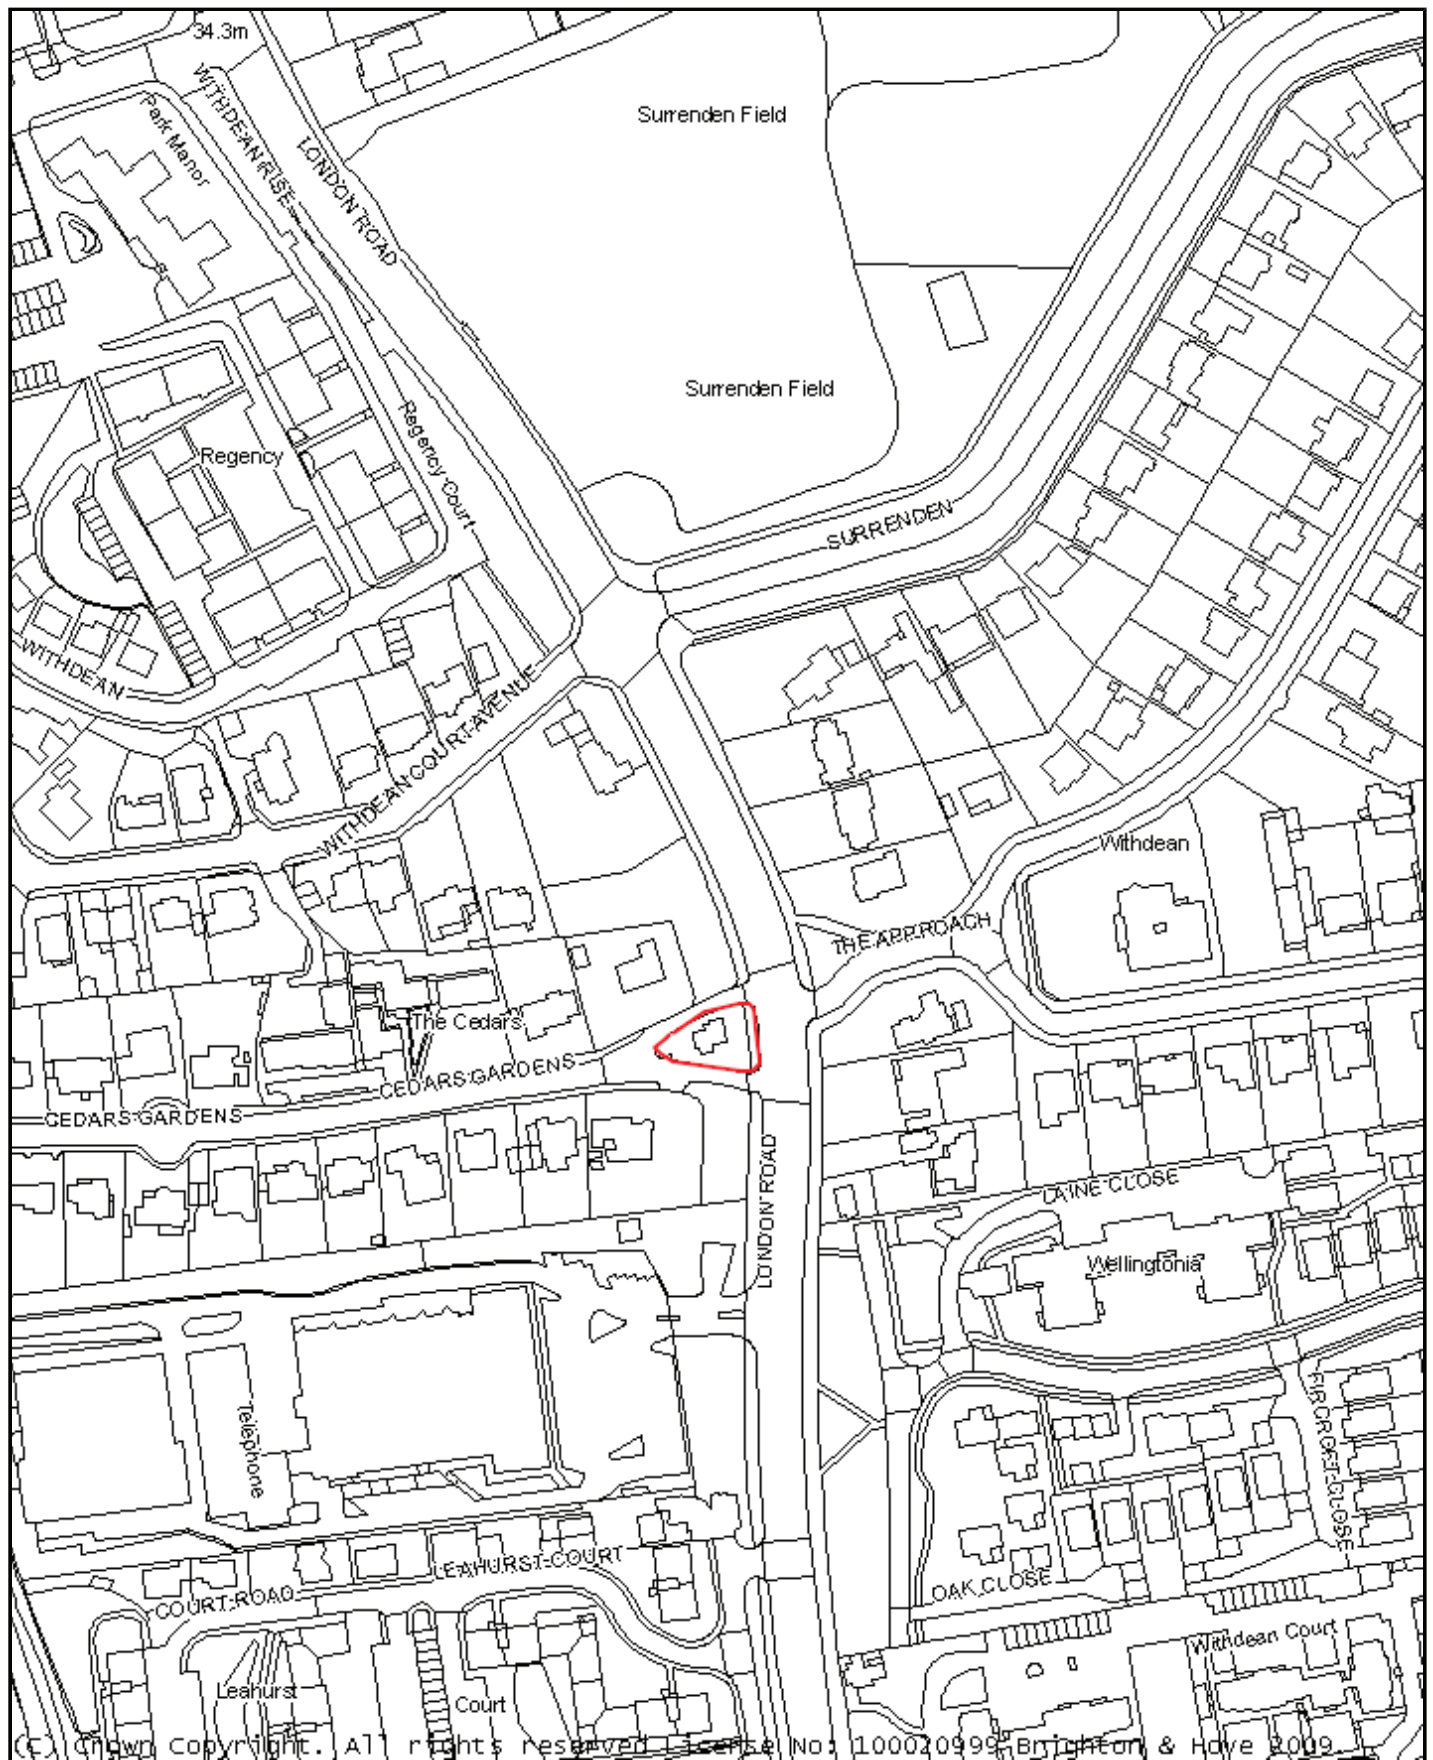 34.3m
WITHDEAN RISE
Park Manor
LONDON ROAD
Surrenden Field
Surrenden Field
Regency
Regency Court
SURRENDEN
WITHDEAN
WITHDEAN COURT AVENUE
Withdean
THE APPROACH
The Cedars
CEDARS GARDENS
CEDARS GARDENS
LONDON ROAD
LAINE CLOSE
Wellingtonia
Telephone
FIRCROFT CLOSE
LEAHURST COURT
COURT ROAD
OAK CLOSE
Withdean Court
Leahurst
Court
(C) Crown Copyright. All rights reserved License No: 100020999 Brighton & Hove 2009.